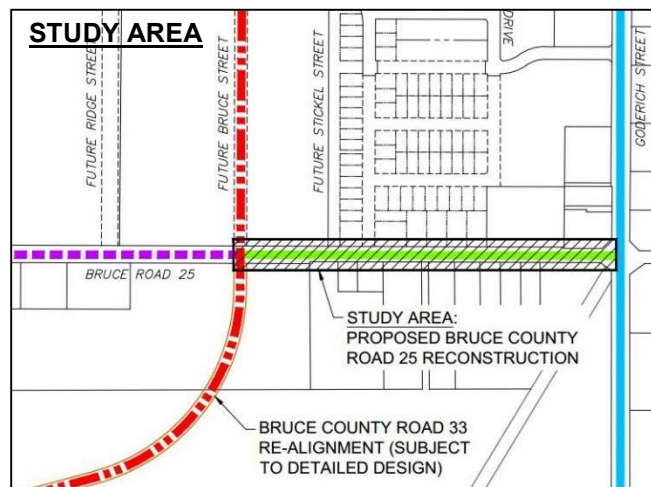 STUDY AREA
FUTURE RIDGE STREET
FUTURE BRUCE STREET
FUTURE STICKEL STREET
DRIVE
GODERICH STREET
BRUCE ROAD 25
STUDY AREA:
PROPOSED BRUCE COUNTY
ROAD 25 RECONSTRUCTION
BRUCE COUNTY ROAD 33
RE-ALIGNMENT (SUBJECT
TO DETAILED DESIGN)